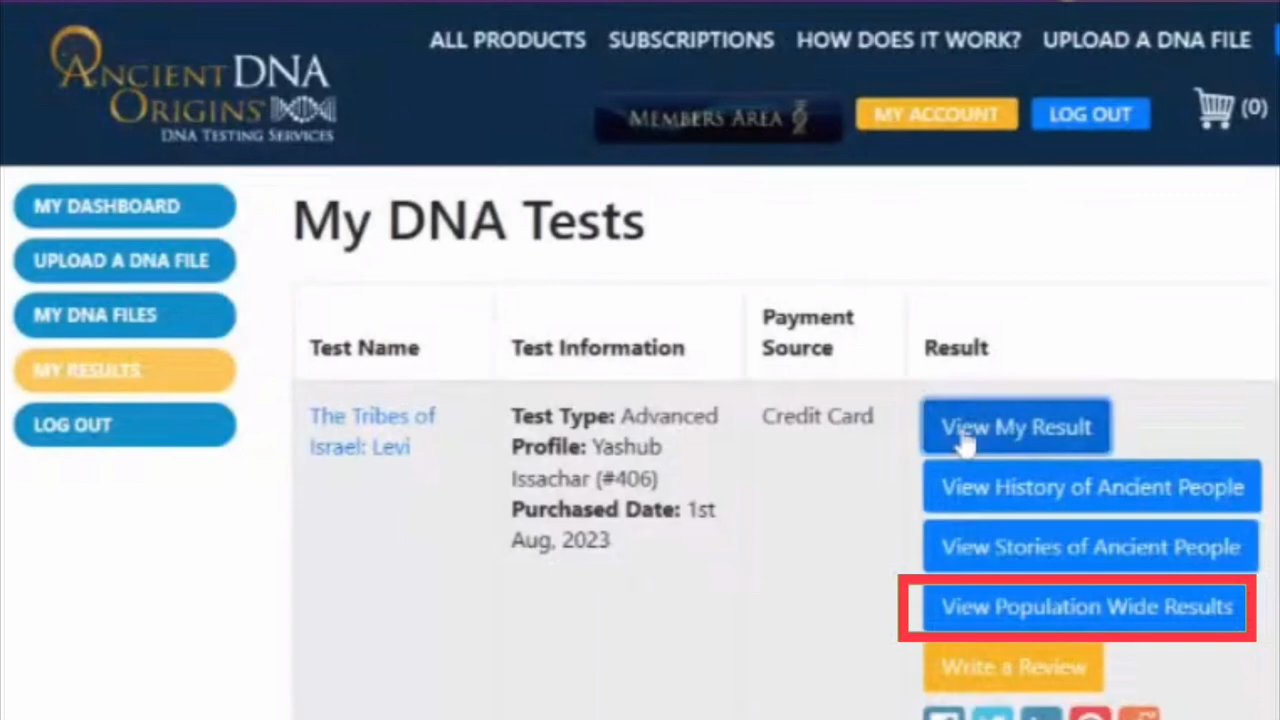 ALL PRODUCTS SUBSCRIPTIONS HOW DOES IT WORK? UPLOAD A DNA FILE
ANCIENT DNA
ORIGINS®
DNA TESTING SERVICES
MEMBERS AREA MY ACCOUNT LOG OUT (0)
MY DASHBOARD
UPLOAD A DNA FILE
MY DNA FILES
MY RESULTS
LOG OUT
My DNA Tests
Test Name
Test Information
Payment
Source
Result
The Tribes of
Israel: Levi
Test Type: Advanced
Profile: Yashub
Issachar (#406)
Purchased Date: 1st
Aug, 2023
Credit Card
View My Result
View History of Ancient People
View Stories of Ancient People
View Population Wide Results
Write a Review